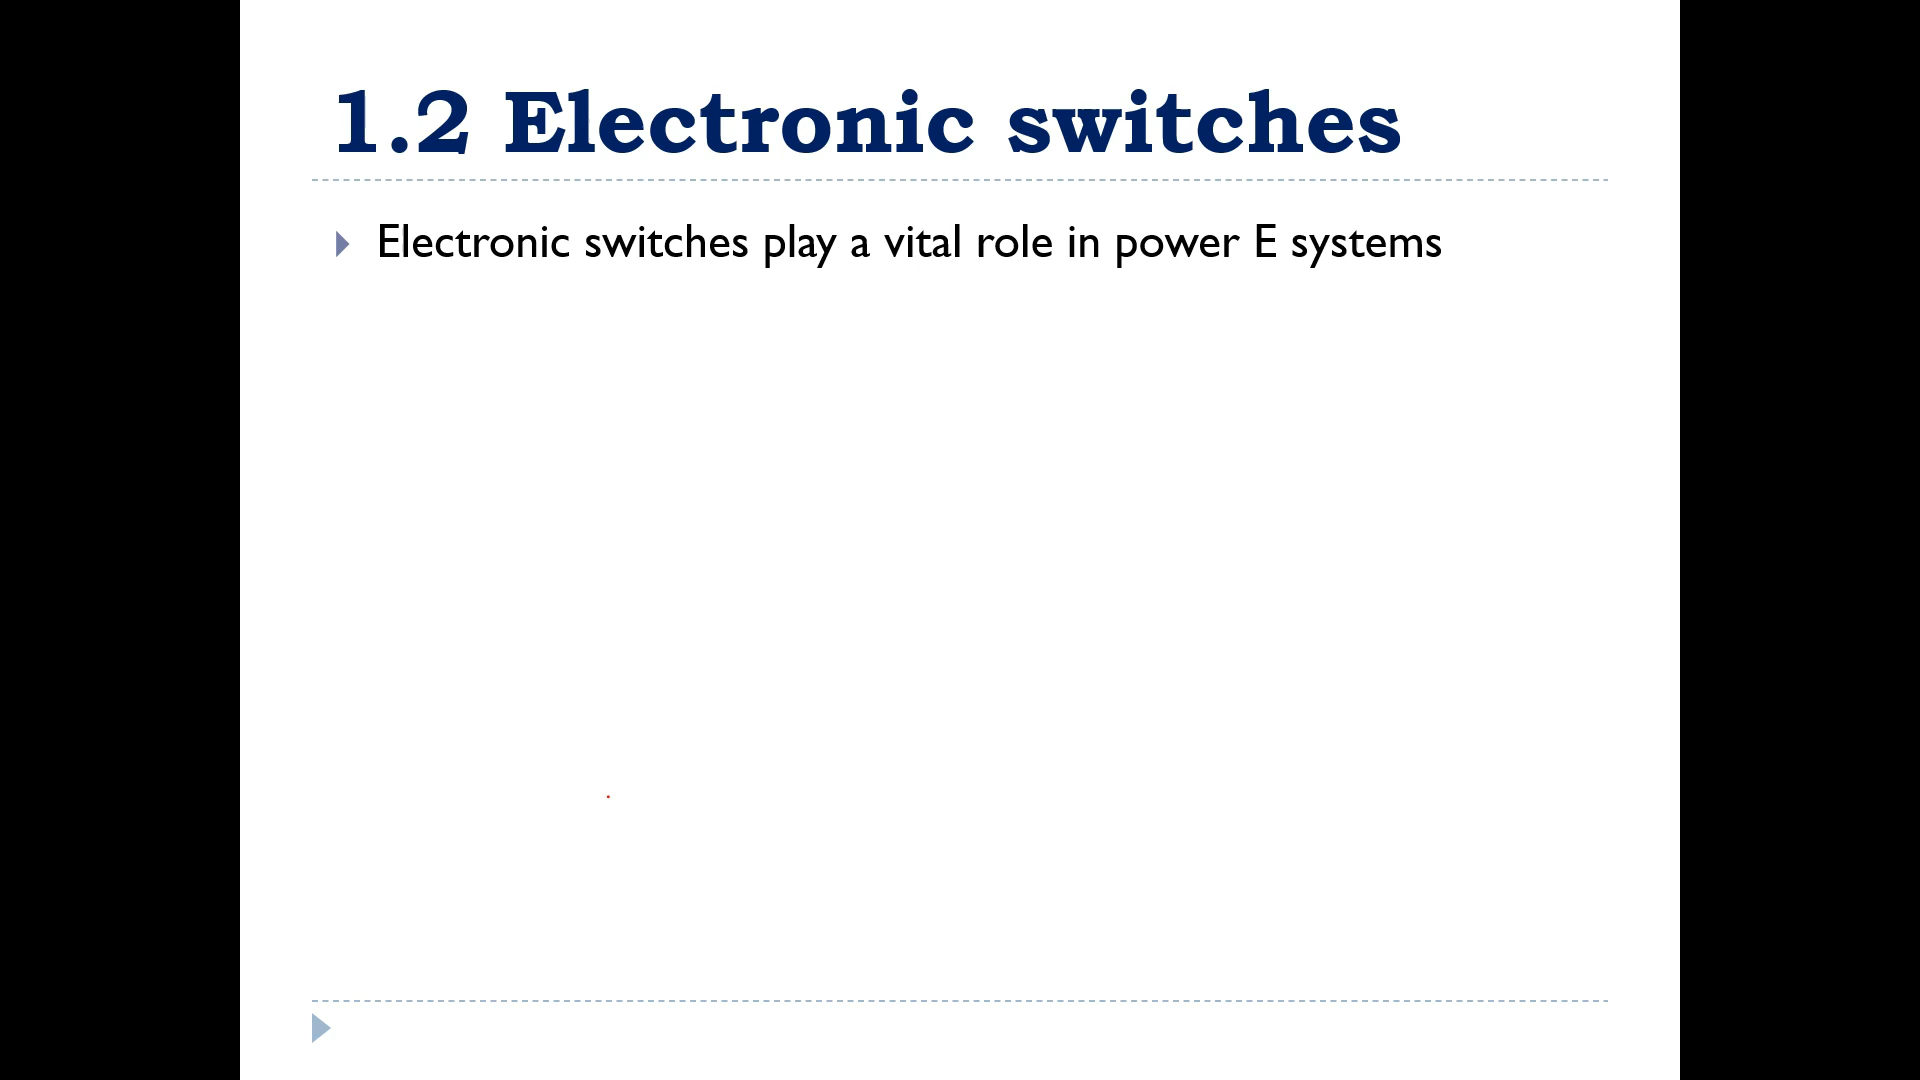 1.2 Electronic switches
Electronic switches play a vital role in power E systems